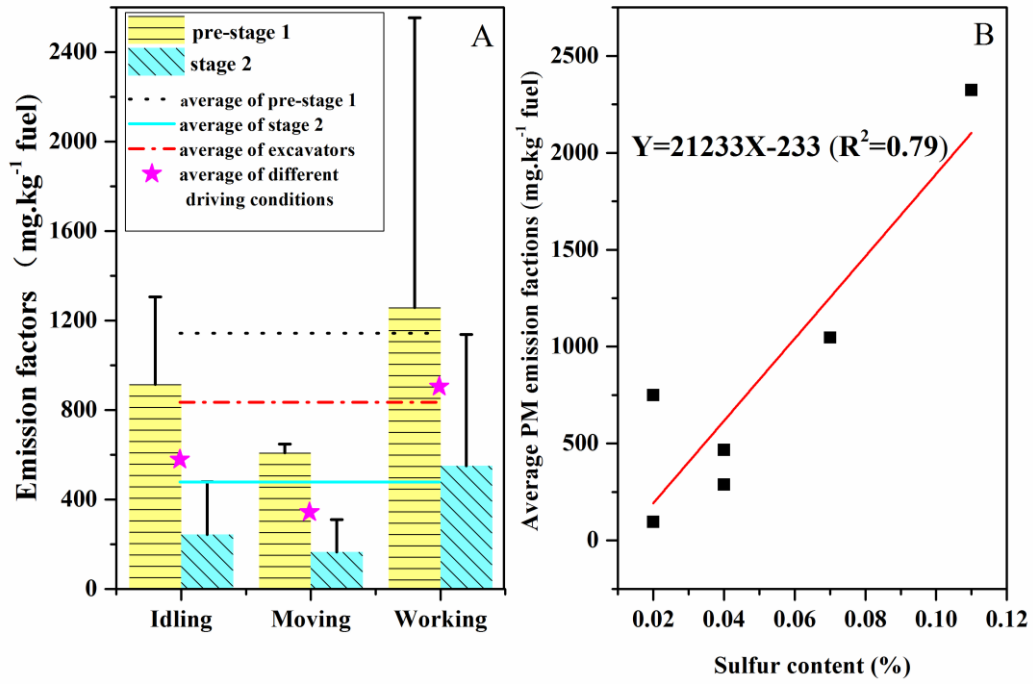 A
pre-stage 1
stage 2
average of pre-stage 1
average of stage 2
average of excavators
average of different
driving conditions
Emission factors （mg.kg⁻¹ fuel)
2600
2400
2000
1600
1200
800
400
0
Idling
Moving
Working
B
Y=21233X-233 (R²=0.79)
Average PM emission factions (mg.kg⁻¹ fuel)
2500
2000
1500
1000
500
0
0.02
0.04
0.06
0.08
0.10
0.12
Sulfur content (%)